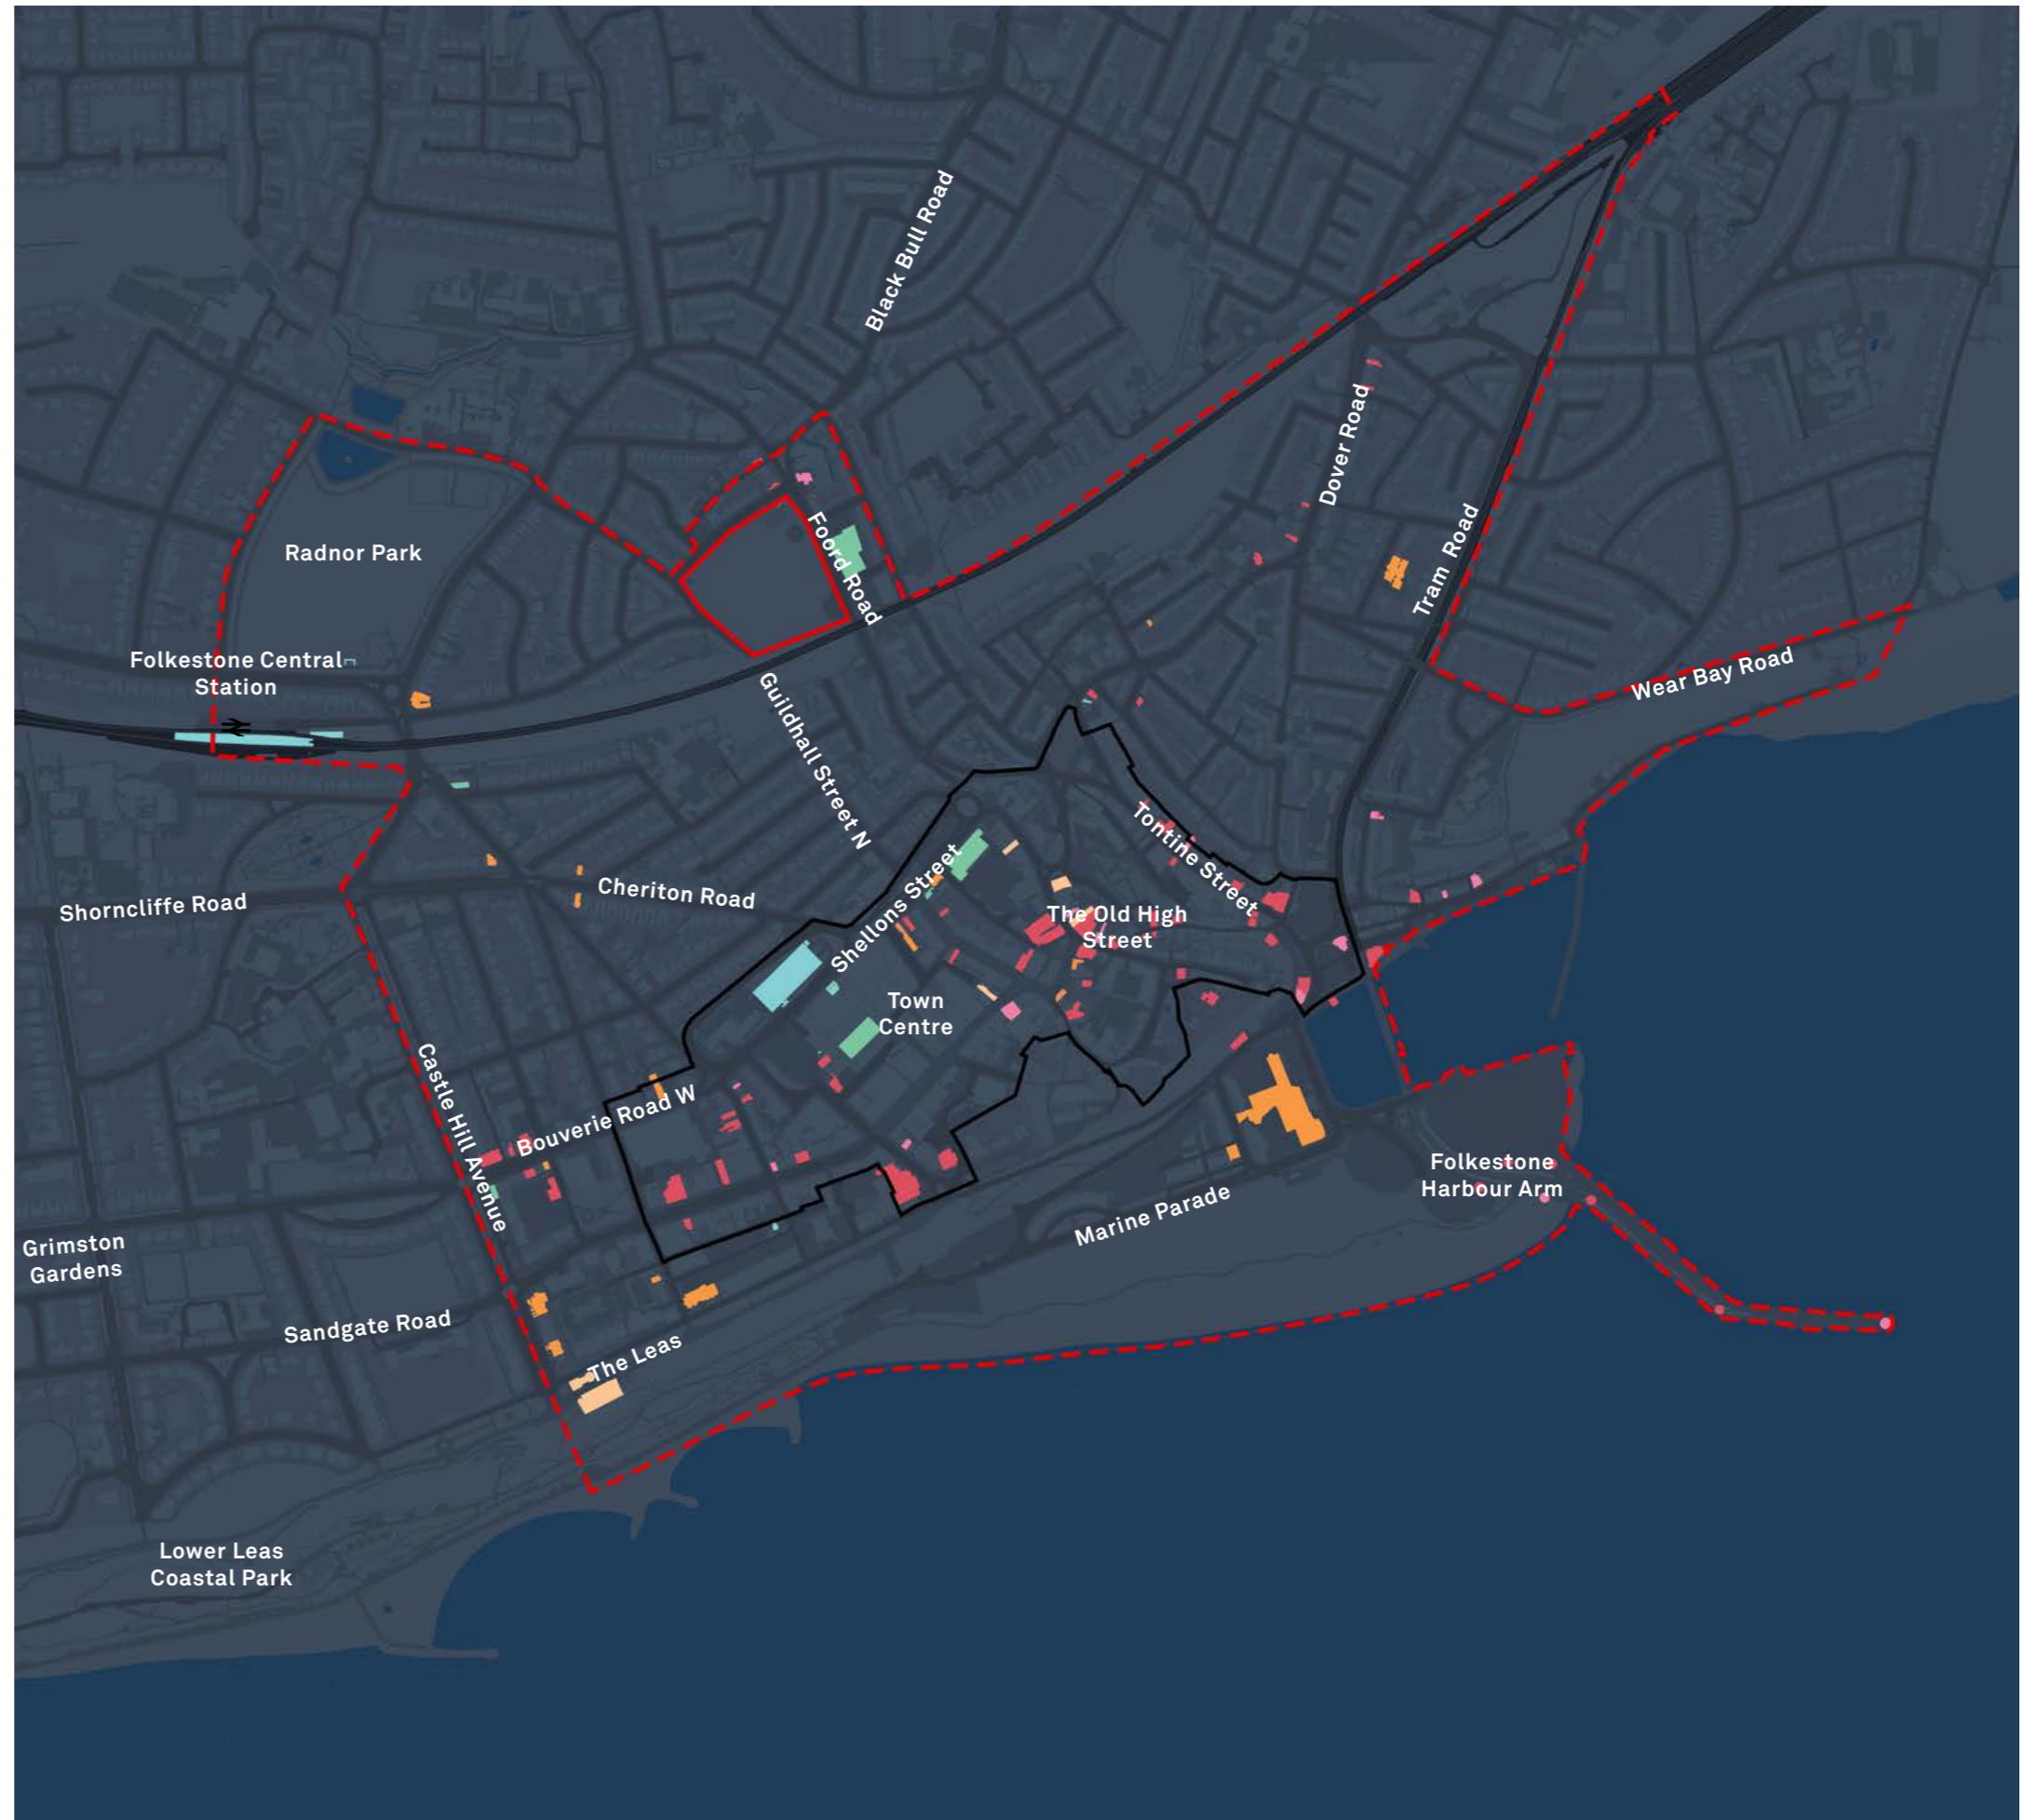 Black Bull Road
Dover Road
Foord Road
Tram Road
Radnor Park
Folkestone Central
Station
Wear Bay Road
Guildhall Street N
Tontine Street
Shellons Street
Cheriton Road
Shorncliffe Road
The Old High
Street
Town
Centre
Castle Hill Avenue
Bouverie Road W
Folkestone
Harbour Arm
Marine Parade
Grimston
Gardens
Sandgate Road
The Leas
Lower Leas
Coastal Park